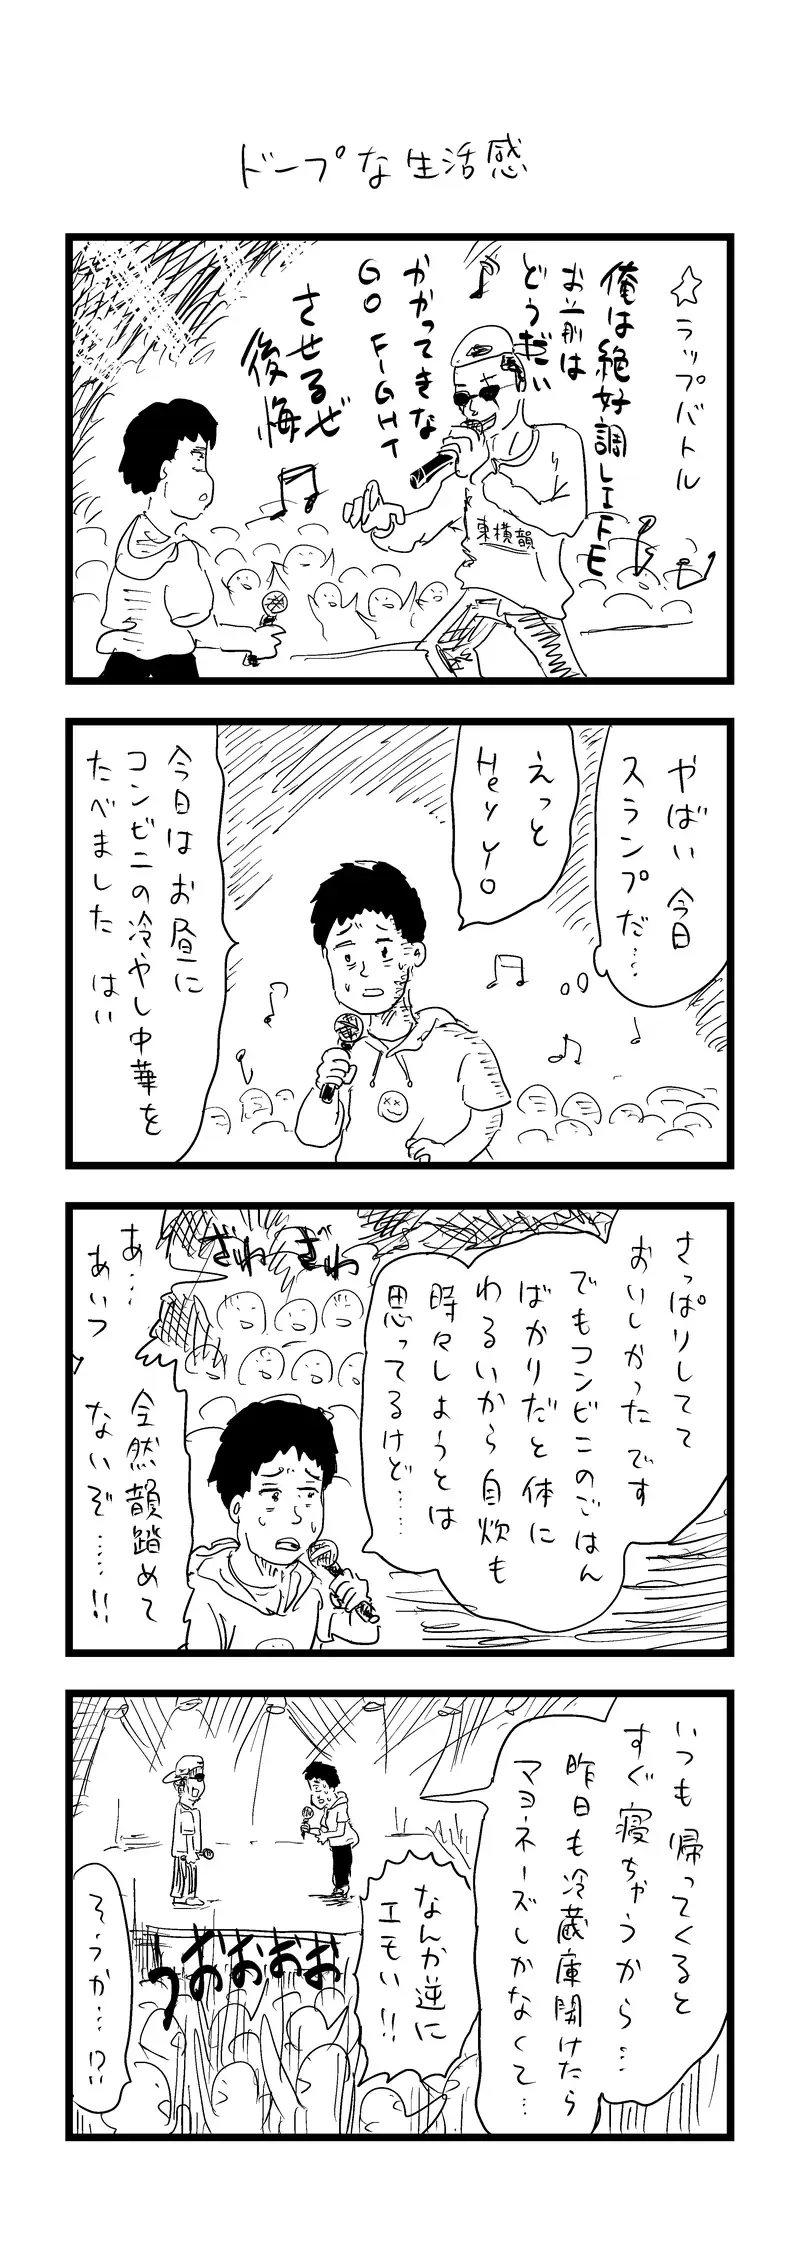 ドープな生活感
☆ラップバトル
俺は絶好調LIFE
お前は
どうだい
かかってきな
GO FIGHT
させるぜ
後悔
東横韻
やばい 今日
スランプだ…
えっと
Hey YO
今日はお昼に
コンビニの冷やし中華を
たべました はい
さっぱりしてて
おいしかったです
でもコンビニのごはん
ばかりだと体に
わるいから自炊も
時々しようとは
思ってるけど……
ざわ ざわ
あ…
あいつ
全然韻踏めて
ないぞ……!!
いつも帰ってくると
すぐ寝ちゃうから…
昨日も冷蔵庫開けたら
マヨネーズしかなくて…
なんか逆に
エモい!!
うおおおお
そうか…!?